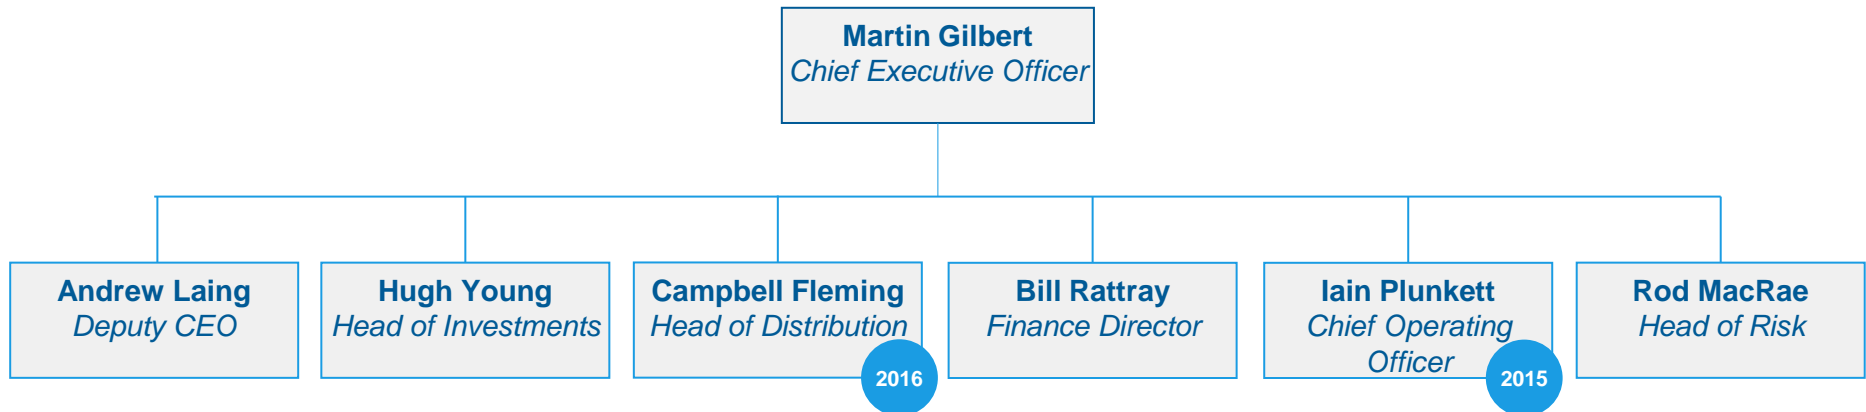 Martin Gilbert
Chief Executive Officer
Andrew Laing
Deputy CEO
Hugh Young
Head of Investments
Campbell Fleming
Head of Distribution
2016
Bill Rattray
Finance Director
Iain Plunkett
Chief Operating
Officer
2015
Rod MacRae
Head of Risk